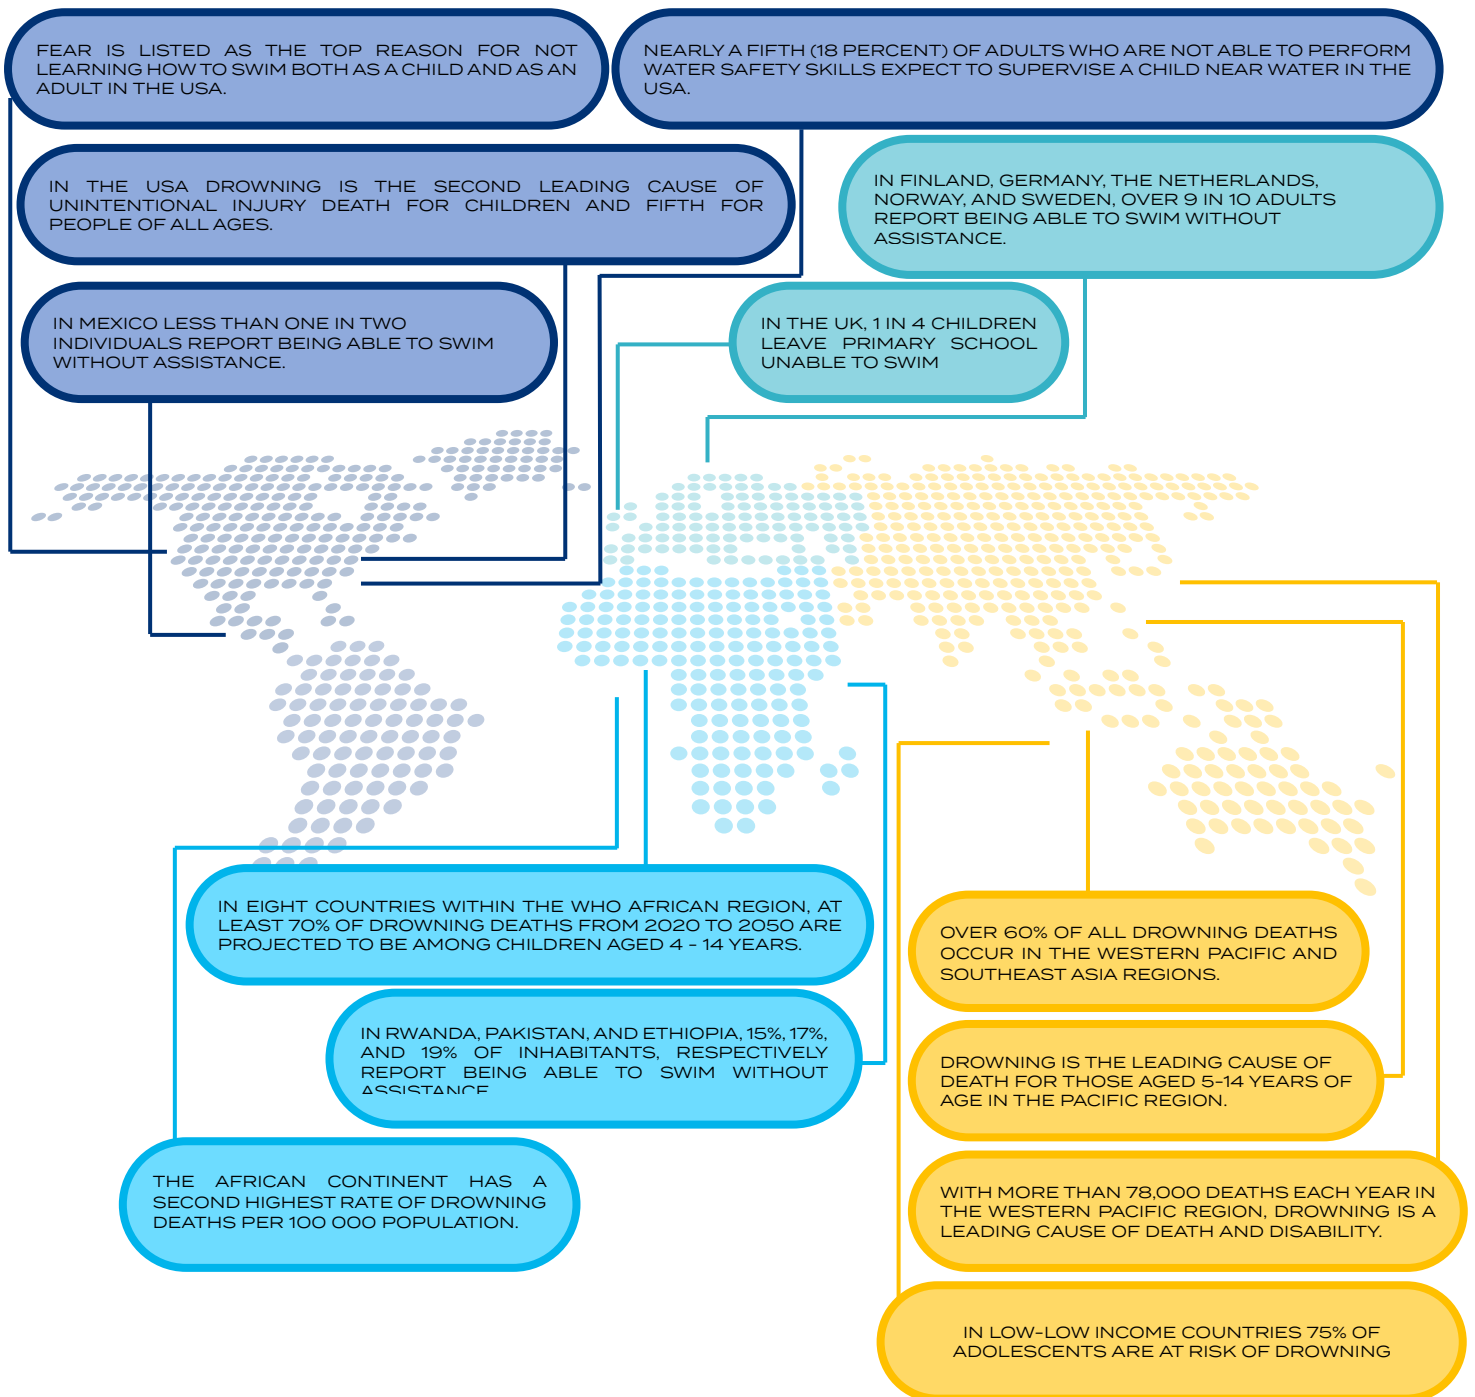 FEAR IS LISTED AS THE TOP REASON FOR NOT
LEARNING HOW TO SWIM BOTH AS A CHILD AND AS AN
ADULT IN THE USA.
NEARLY A FIFTH (18 PERCENT) OF ADULTS WHO ARE NOT ABLE TO PERFORM
WATER SAFETY SKILLS EXPECT TO SUPERVISE A CHILD NEAR WATER IN THE
USA.
IN THE USA DROWNING IS THE SECOND LEADING CAUSE OF
UNINTENTIONAL INJURY DEATH FOR CHILDREN AND FIFTH FOR
PEOPLE OF ALL AGES.
IN FINLAND, GERMANY, THE NETHERLANDS,
NORWAY, AND SWEDEN, OVER 9 IN 10 ADULTS
REPORT BEING ABLE TO SWIM WITHOUT
ASSISTANCE.
IN MEXICO LESS THAN ONE IN TWO
INDIVIDUALS REPORT BEING ABLE TO SWIM
WITHOUT ASSISTANCE.
IN THE UK, 1 IN 4 CHILDREN
LEAVE PRIMARY SCHOOL
UNABLE TO SWIM
IN EIGHT COUNTRIES WITHIN THE WHO AFRICAN REGION, AT
LEAST 70% OF DROWNING DEATHS FROM 2020 TO 2050 ARE
PROJECTED TO BE AMONG CHILDREN AGED 4 - 14 YEARS.
OVER 60% OF ALL DROWNING DEATHS
OCCUR IN THE WESTERN PACIFIC AND
SOUTHEAST ASIA REGIONS.
IN RWANDA, PAKISTAN, AND ETHIOPIA, 15%, 17%,
AND 19% OF INHABITANTS, RESPECTIVELY
REPORT BEING ABLE TO SWIM WITHOUT
ASSISTANCE
DROWNING IS THE LEADING CAUSE OF
DEATH FOR THOSE AGED 5-14 YEARS OF
AGE IN THE PACIFIC REGION.
THE AFRICAN CONTINENT HAS A
SECOND HIGHEST RATE OF DROWNING
DEATHS PER 100 000 POPULATION.
WITH MORE THAN 78,000 DEATHS EACH YEAR IN
THE WESTERN PACIFIC REGION, DROWNING IS A
LEADING CAUSE OF DEATH AND DISABILITY.
IN LOW-LOW INCOME COUNTRIES 75% OF
ADOLESCENTS ARE AT RISK OF DROWNING